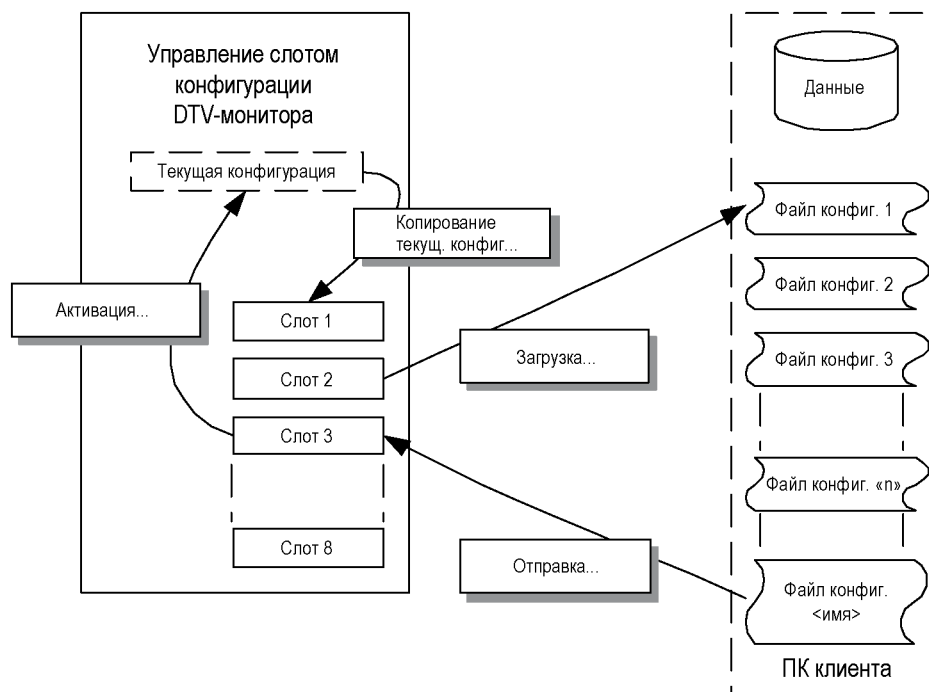 Управление слотом
конфигурации
DTV-монитора
Текущая конфигурация
Копирование
текущ. конфиг...
Активация...
Слот 1
Слот 2
Слот 3
Слот 8
Загрузка...
Отправка...
Данные
Файл конфиг. 1
Файл конфиг. 2
Файл конфиг. 3
Файл конфиг. «n»
Файл конфиг.
<имя>
ПК клиента